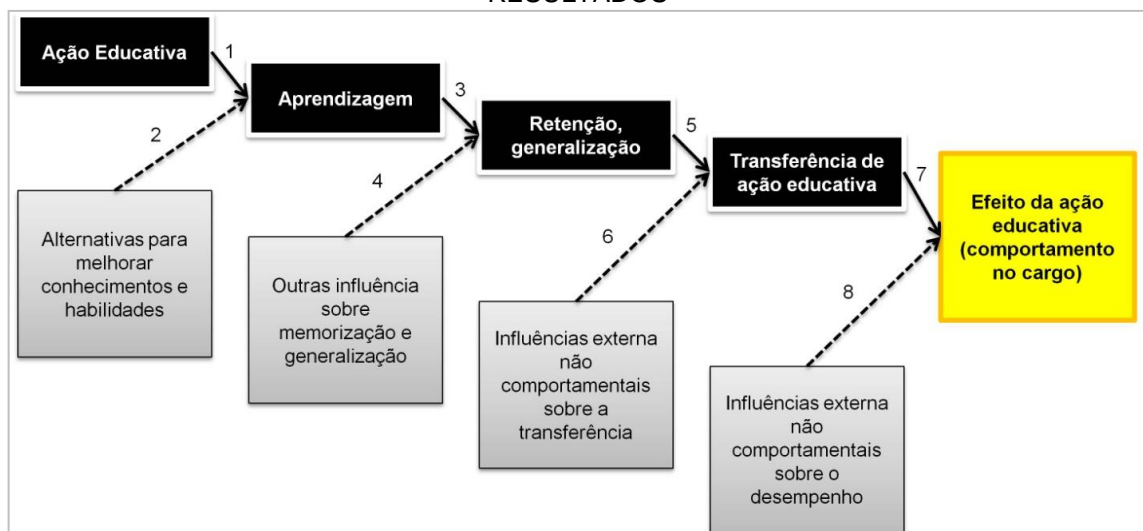 Ação Educativa
1
Aprendizagem
3
Retenção,
generalização
5
Transferência de
ação educativa
7
Efeito da ação
educativa
(comportamento
no cargo)
2
Alternativas para
melhorar
conhecimentos e
habilidades
4
Outras influência
sobre
memorização e
generalização
6
Influências externa
não
comportamentais
sobre a
transferência
8
Influências externa
não
comportamentais
sobre o
desempenho